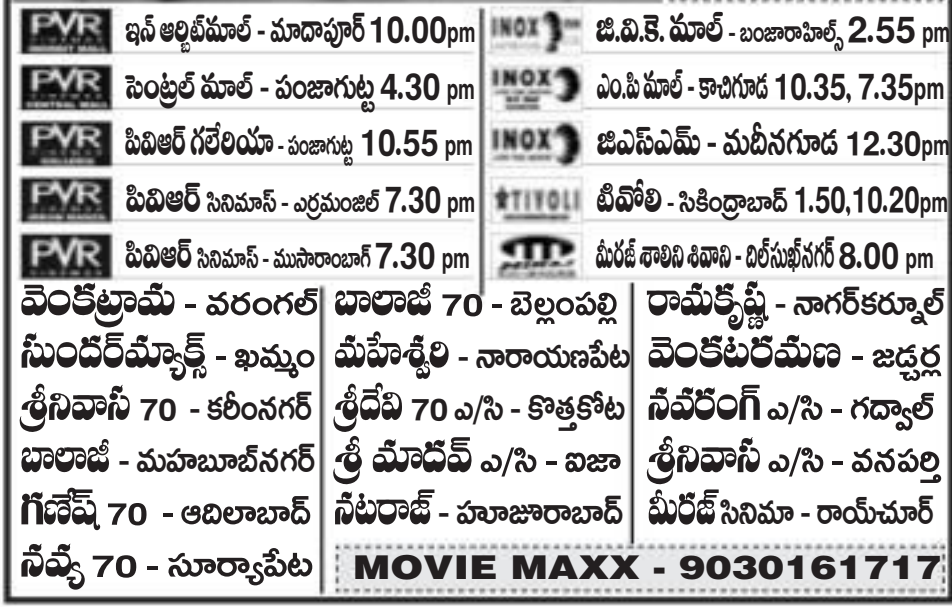 PVR ఇన్ ఆర్బిట్‌మాల్ - మాదాపూర్ 10.00pm
PVR CENTRAL MALL సెంట్రల్ మాల్ - పంజాగుట్ట 4.30 pm
PVR పివిఆర్ గలేరియా - పంజాగుట్ట 10.55 pm
PVR పివిఆర్ సినిమాస్ - ఎర్రమంజిల్ 7.30 pm
PVR పివిఆర్ సినిమాస్ - ముసారాంబాగ్ 7.30 pm
INOX జి.వి.కె. మాల్ - బంజారాహిల్స్ 2.55 pm
INOX ఎం.పి మాల్ - కాచిగూడ 10.35, 7.35pm
INOX జిఎస్ఎమ్ - మదీనగూడ 12.30pm
TIVOLI టివోలి - సికింద్రాబాద్ 1.50,10.20pm
మీరజ్ శాలిని శివాని - దిల్‌సుఖ్‌నగర్ 8.00 pm
వెంకట్రామ - వరంగల్
సుందర్‌మ్యాక్స్ - ఖమ్మం
శ్రీనివాస 70 - కరీంనగర్
బాలాజీ - మహబూబ్‌నగర్
గణేష్ 70 - ఆదిలాబాద్
నవ్య 70 - సూర్యాపేట
బాలాజీ 70 - బెల్లంపల్లి
మహేశ్వరి - నారాయణపేట
శ్రీదేవి 70 ఎ/సి - కొత్తకోట
శ్రీ మాదవ్ ఎ/సి - ఐజా
నటరాజ్ - హుజూరాబాద్
రామకృష్ణ - నాగర్‌కర్నూల్
వెంకటరమణ - జడ్చర్ల
నవరంగ్ ఎ/సి - గద్వాల్
శ్రీనివాస ఎ/సి - వనపర్తి
మీరజ్ సినిమా - రాయ్‌చూర్
MOVIE MAXX - 9030161717